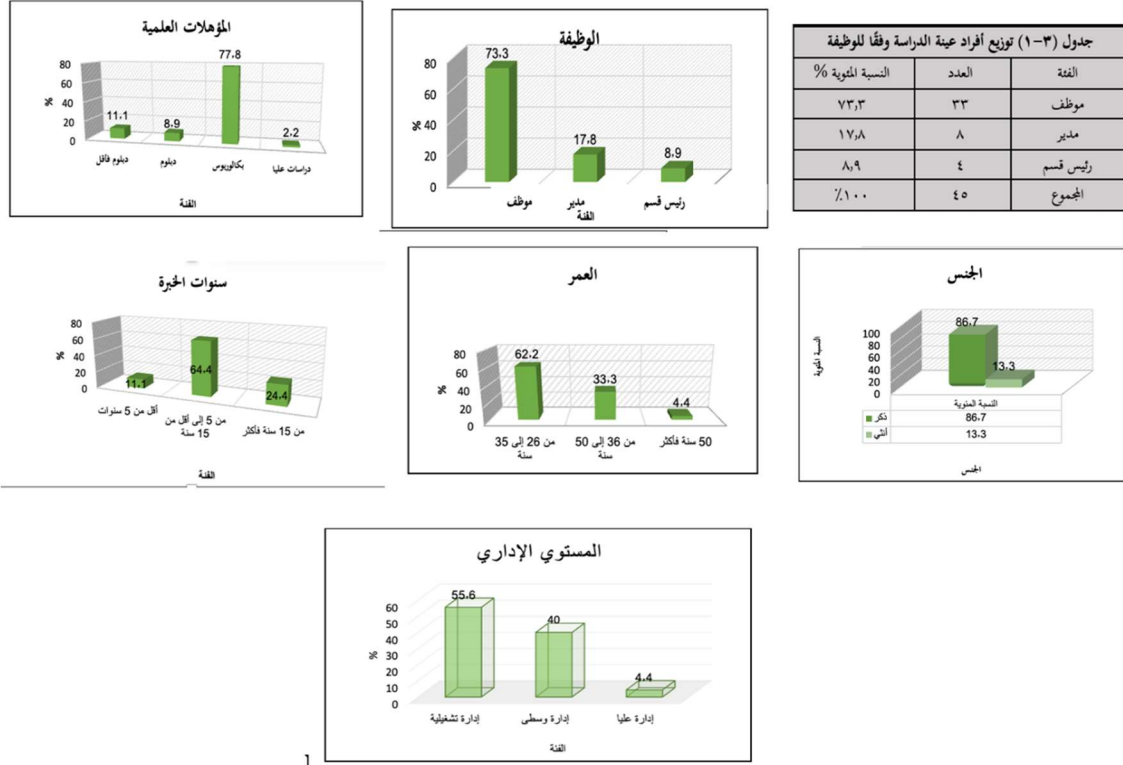 المؤهلات العلمية
%
80
60
40
20
0
11.1
8.9
77.8
2.2
دبلوم فأقل
دبلوم
بكالوريوس
دراسات عليا
الفئة
الوظيفة
%
80
60
40
20
0
73.3
17.8
8.9
موظف
مدير
رئيس قسم
الفئة
جدول (٣-١) توزيع أفراد عينة الدراسة وفقًا للوظيفة
الفئة العدد النسبة المئوية %
موظف ٣٣ ٧٣,٣
مدير ٨ ١٧,٨
رئيس قسم ٤ ٨,٩
المجموع ٤٥ ١٠٠٪
سنوات الخبرة
%
80
60
40
20
0
11.1
64.4
24.4
أقل من 5 سنوات
من 5 إلى أقل من
15 سنة
من 15 سنة فأكثر
الفئة
العمر
%
80
60
40
20
0
62.2
33.3
4.4
من 26 إلى 35
سنة
من 36 إلى 50
سنة
50 سنة فأكثر
الفئة
الجنس
النسبة المئوية
100
80
60
40
20
0
86.7
13.3
النسبة المئوية
ذكر 86.7
أنثي 13.3
الجنس
المستوي الإداري
%
60
50
40
30
20
10
0
55.6
40
4.4
إدارة تشغيلية
إدارة وسطى
إدارة عليا
الفئة